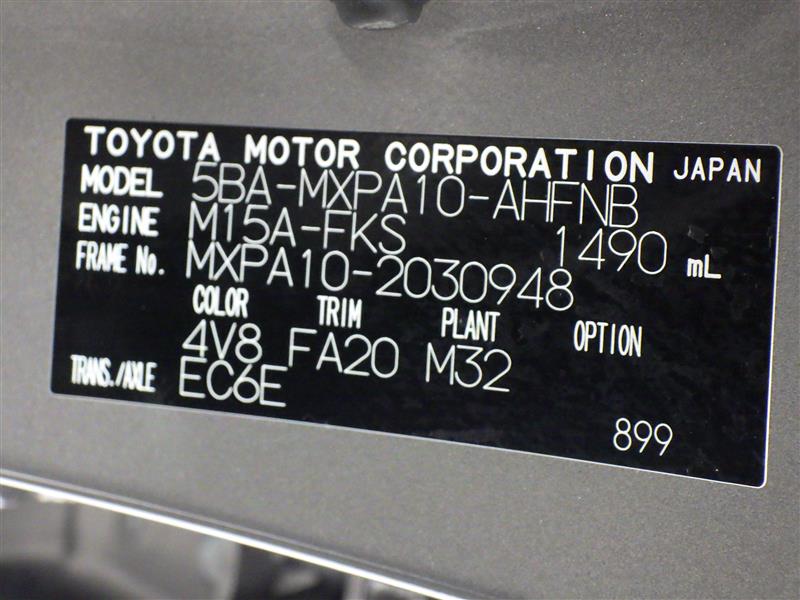 TOYOTA MOTOR CORPORATION JAPAN
MODEL 5BA-MXPA10-AHFNB
ENGINE M15A-FKS 1490 mL
FRAME No. MXPA10-2030948
COLOR TRIM PLANT OPTION
4V8 FA20 M32
TRANS./AXLE EC6E
899